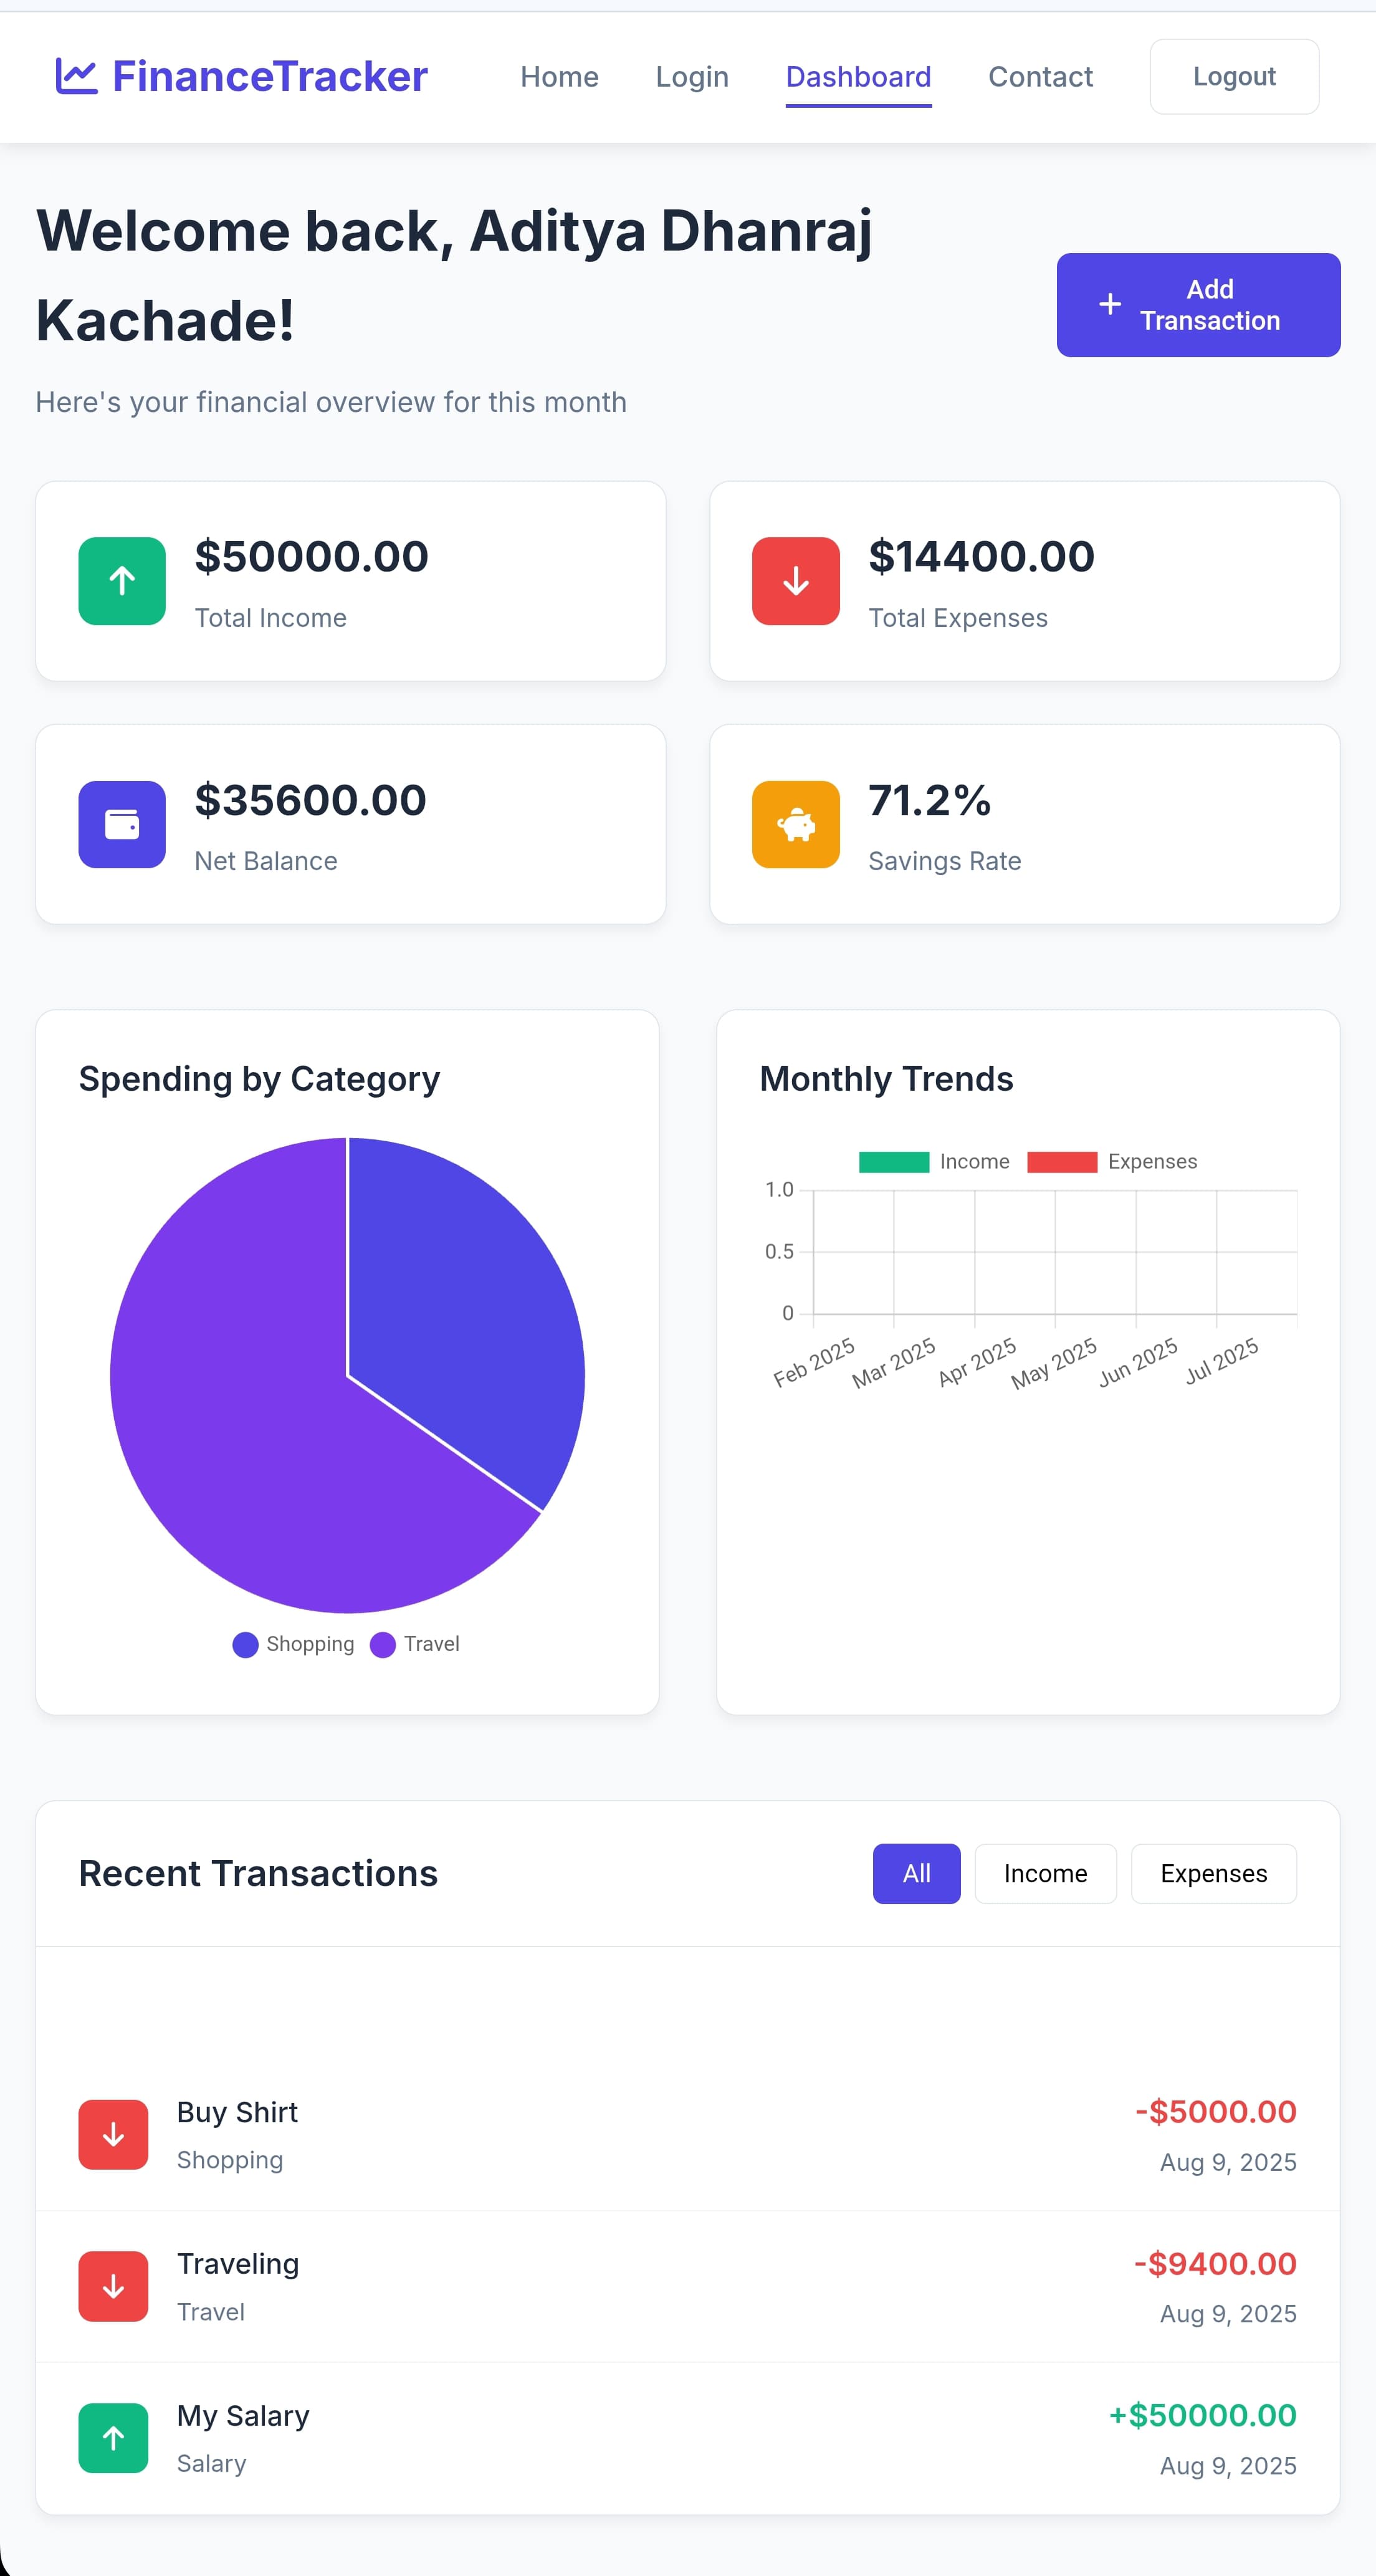 FinanceTracker
Home Login Dashboard Contact Logout
Welcome back, Aditya Dhanraj
Kachade!
Add
Transaction
Here's your financial overview for this month
$50000.00
Total Income
$14400.00
Total Expenses
$35600.00
Net Balance
71.2%
Savings Rate
Spending by Category
Shopping Travel
Monthly Trends
Income Expenses
1.0
0.5
0
Feb 2025 Mar 2025 Apr 2025 May 2025 Jun 2025 Jul 2025
Recent Transactions
All Income Expenses
Buy Shirt
-$5000.00
Shopping
Aug 9, 2025
Traveling
-$9400.00
Travel
Aug 9, 2025
My Salary
+$50000.00
Salary
Aug 9, 2025